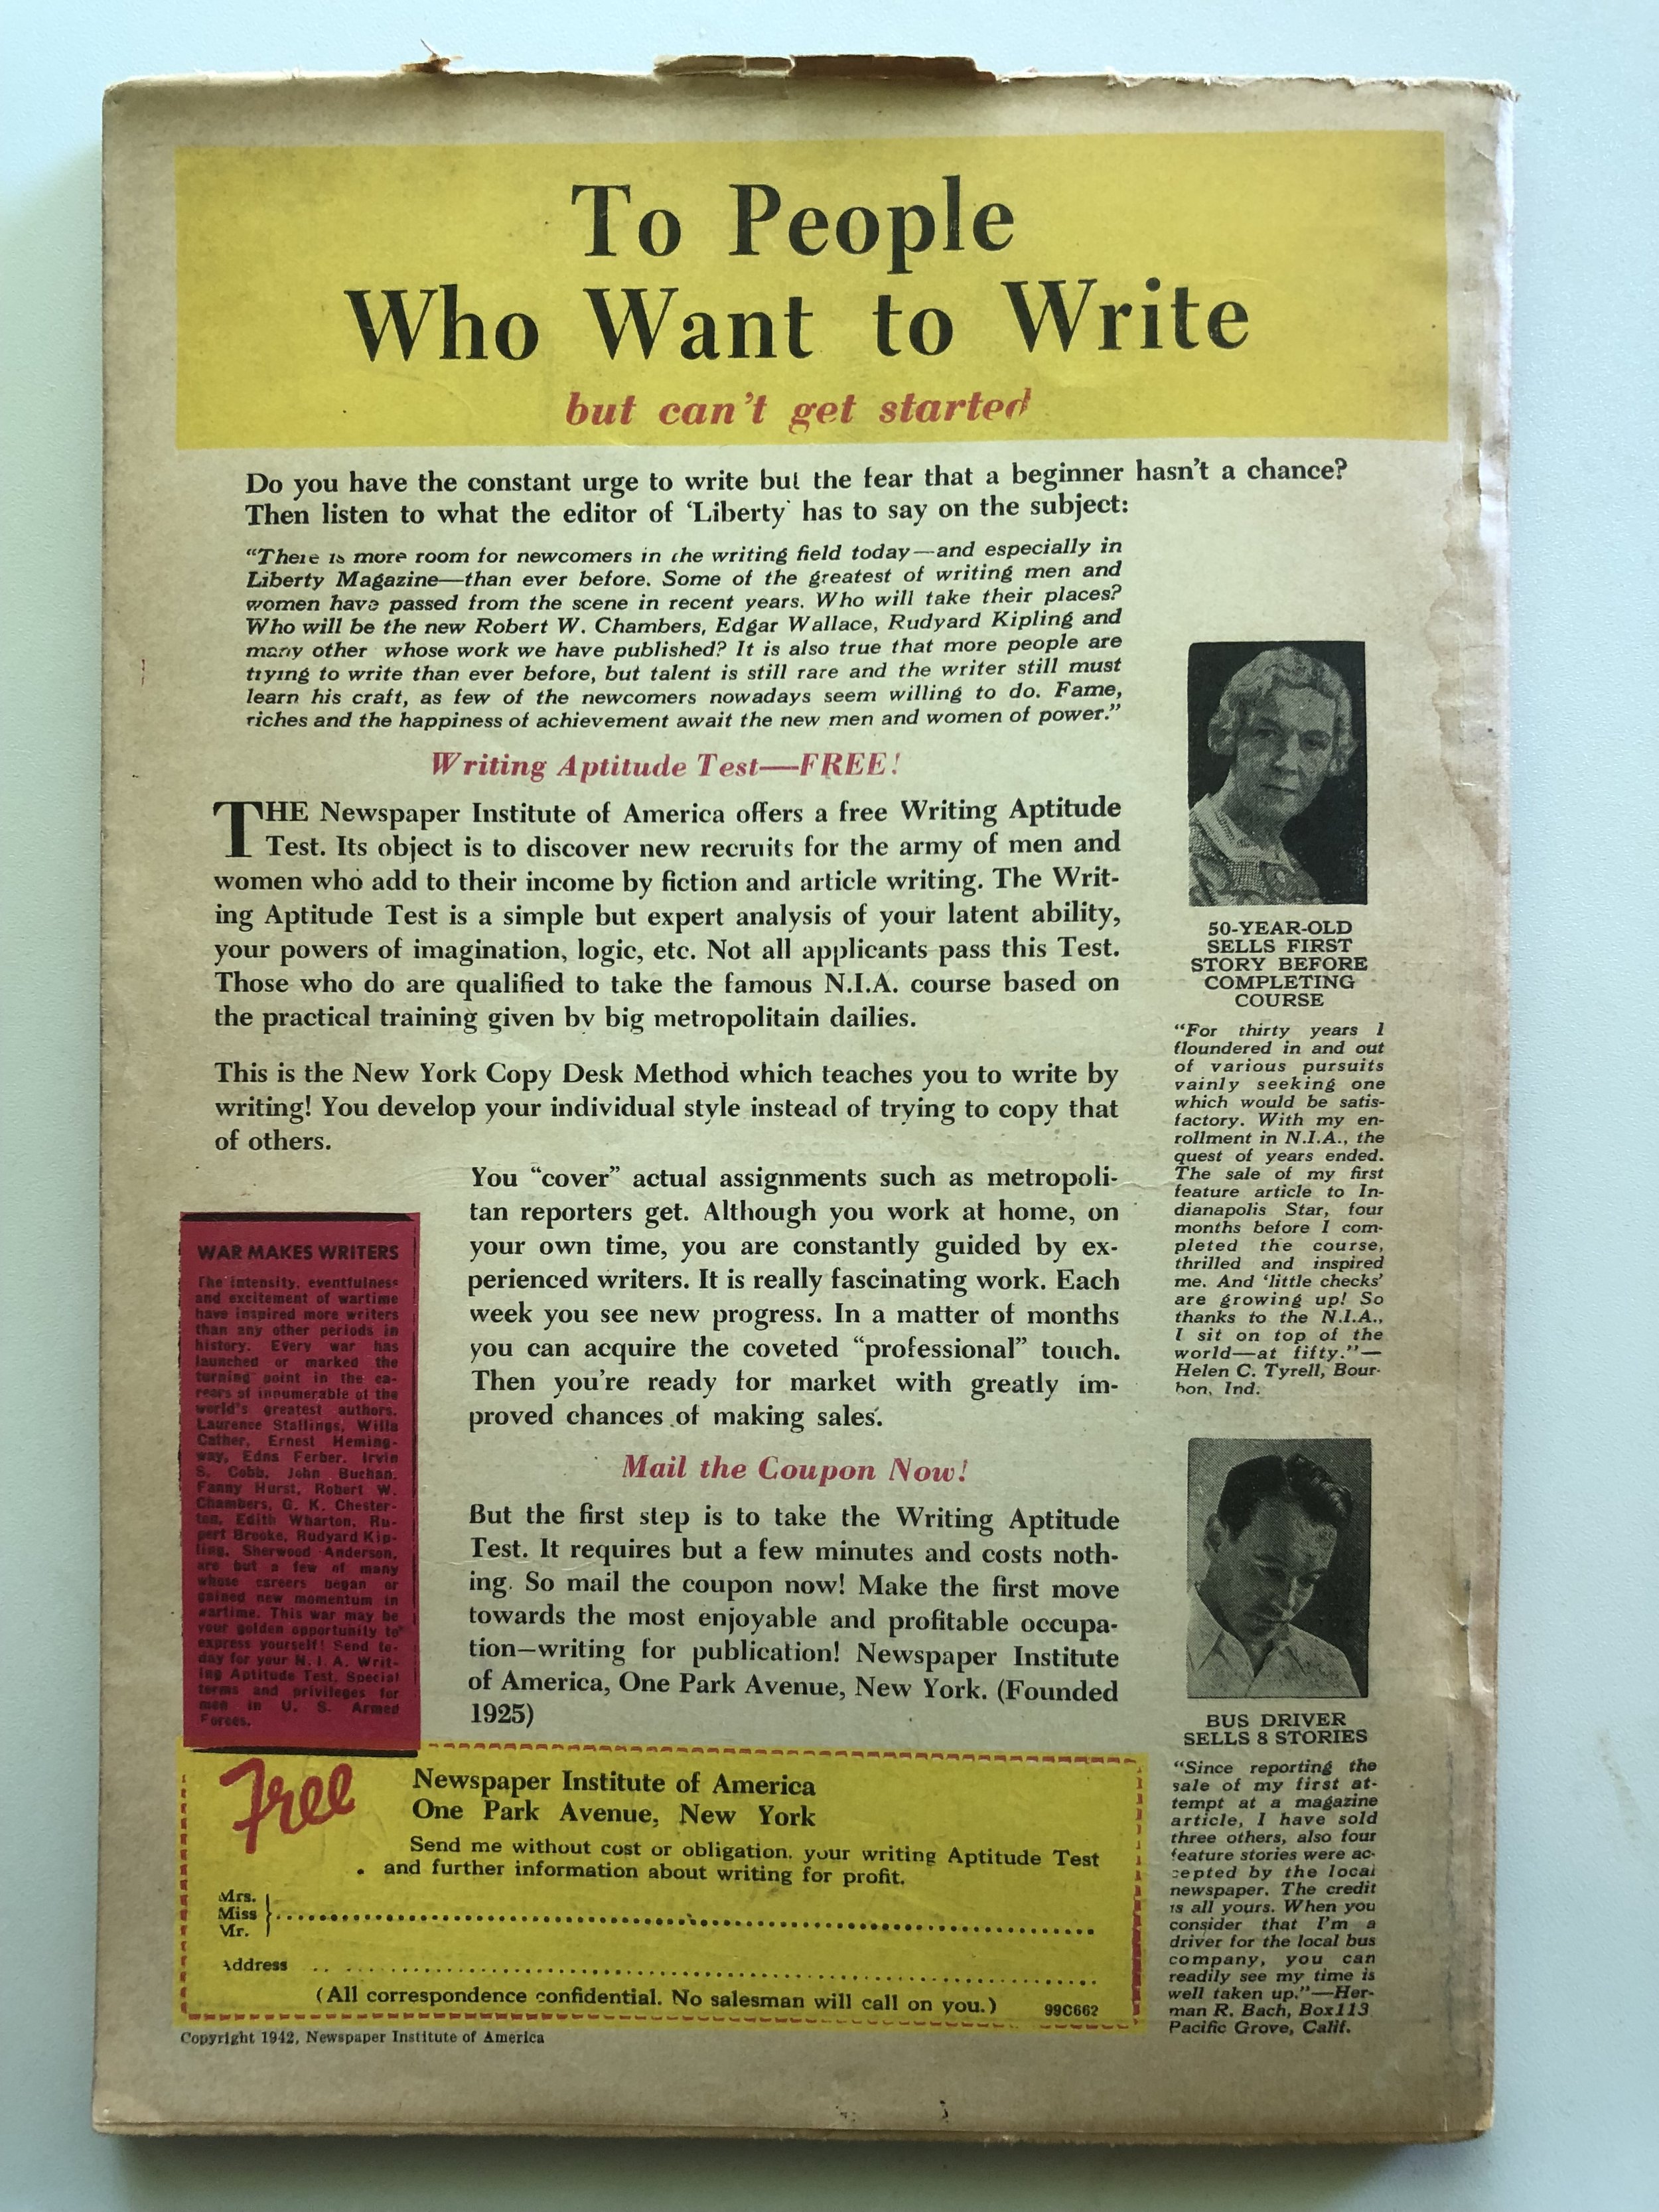 To People
Who Want to Write
but can't get started
Do you have the constant urge to write but the fear that a beginner hasn't a chance?
Then listen to what the editor of 'Liberty' has to say on the subject:
"There is more room for newcomers in the writing field today—and especially in
Liberty Magazine—than ever before. Some of the greatest of writing men and
women have passed from the scene in recent years. Who will take their places?
Who will be the new Robert W. Chambers, Edgar Wallace, Rudyard Kipling and
many other whose work we have published? It is also true that more people are
trying to write than ever before, but talent is still rare and the writer still must
learn his craft, as few of the newcomers nowadays seem willing to do. Fame,
riches and the happiness of achievement await the new men and women of power."
Writing Aptitude Test—FREE!
THE Newspaper Institute of America offers a free Writing Aptitude
Test. Its object is to discover new recruits for the army of men and
women who add to their income by fiction and article writing. The Writ-
ing Aptitude Test is a simple but expert analysis of your latent ability,
your powers of imagination, logic, etc. Not all applicants pass this Test.
Those who do are qualified to take the famous N.I.A. course based on
the practical training given by big metropolitain dailies.
This is the New York Copy Desk Method which teaches you to write by
writing! You develop your individual style instead of trying to copy that
of others.
You "cover" actual assignments such as metropoli-
tan reporters get. Although you work at home, on
your own time, you are constantly guided by ex-
perienced writers. It is really fascinating work. Each
week you see new progress. In a matter of months
you can acquire the coveted "professional" touch.
Then you're ready for market with greatly im-
proved chances of making sales.
Mail the Coupon Now!
But the first step is to take the Writing Aptitude
Test. It requires but a few minutes and costs noth-
ing. So mail the coupon now! Make the first move
towards the most enjoyable and profitable occupa-
tion—writing for publication! Newspaper Institute
of America, One Park Avenue, New York. (Founded
1925)
WAR MAKES WRITERS
The intensity, eventfulness
and excitement of wartime
have inspired more writers
than any other periods in
history. Every war has
launched or marked the
turning point in the ca-
reers of innumerable of the
world's greatest authors.
Laurence Stallings, Willa
Cather, Ernest Heming-
way, Edna Ferber, Irvin
S. Cobb, John Buchan,
Fanny Hurst, Robert W.
Chambers, G. K. Chester-
ton, Edith Wharton, Ru-
pert Brooke, Rudyard Kip-
ling, Sherwood Anderson,
are but a few of many
whose careers began or
gained new momentum in
wartime. This war may be
your golden opportunity to
express yourself! Send to-
day for your N. I. A. Writ-
ing Aptitude Test. Special
terms and privileges for
men in U. S. Armed
Forces.
50-YEAR-OLD
SELLS FIRST
STORY BEFORE
COMPLETING
COURSE
"For thirty years I
floundered in and out
of various pursuits
vainly seeking one
which would be satis-
factory. With my en-
rollment in N.I.A., the
quest of years ended.
The sale of my first
feature article to In-
dianapolis Star, four
months before I com-
pleted the course,
thrilled and inspired
me. And 'little checks'
are growing up! So
thanks to the N.I.A.,
I sit on top of the
world—at fifty."—
Helen C. Tyrell, Bour-
bon, Ind.
BUS DRIVER
SELLS 8 STORIES
"Since reporting the
sale of my first at-
tempt at a magazine
article, I have sold
three others, also four
feature stories were ac-
cepted by the local
newspaper. The credit
is all yours. When you
consider that I'm a
driver for the local bus
company, you can
readily see my time is
well taken up."—Her-
man R. Bach, Box113
Pacific Grove, Calif.
Free
Newspaper Institute of America
One Park Avenue, New York
Send me without cost or obligation, your writing Aptitude Test
and further information about writing for profit.
Mrs.
Miss
Mr.
Address
(All correspondence confidential. No salesman will call on you.) 99C662
Copyright 1942, Newspaper Institute of America